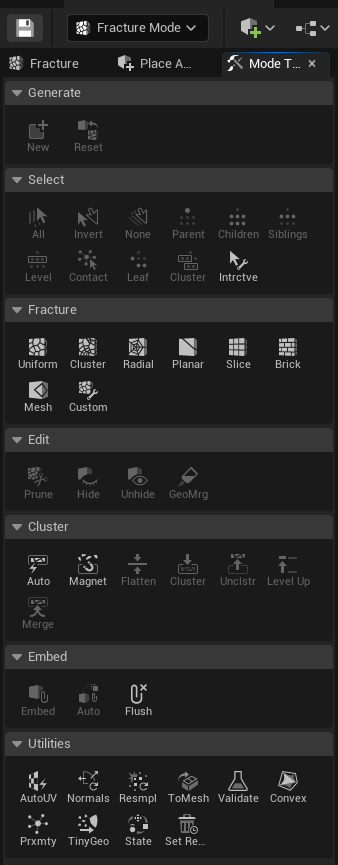 Fracture Mode
Fracture Place A... Mode T...
Generate
New Reset
Select
All Invert None Parent Children Siblings
Level Contact Leaf Cluster Intrctve
Fracture
Uniform Cluster Radial Planar Slice Brick
Mesh Custom
Edit
Prune Hide Unhide GeoMrg
Cluster
Auto Magnet Flatten Cluster Unclstr Level Up
Merge
Embed
Embed Auto Flush
Utilities
AutoUV Normals Resmpl ToMesh Validate Convex
Prxmty TinyGeo State Set Re...